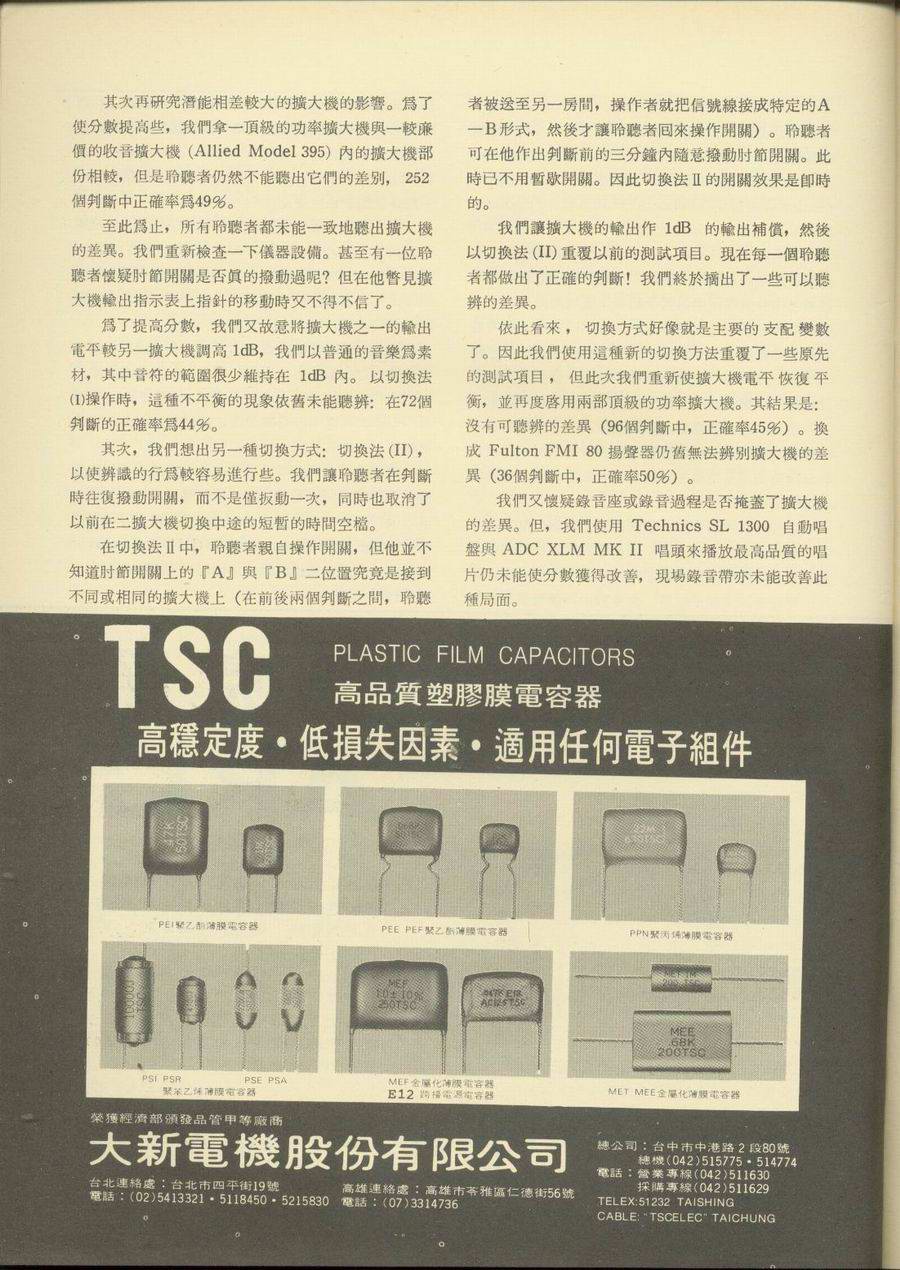 其次再研究潛能相差較大的擴大機的影響。爲了
使分數提高些，我們拿一頂級的功率擴大機與一較廉
價的收音擴大機 (Allied Model 395) 內的擴大機部
份相較，但是聆聽者仍然不能聽出它們的差別， 252
個判斷中正確率爲49%。
至此爲止，所有聆聽者都未能一致地聽出擴大機
的差異。我們重新檢查一下儀器設備。甚至有一位聆
聽者懷疑肘節開關是否眞的撥動過呢？但在他瞥見擴
大機輸出指示表上指針的移動時又不得不信了。
爲了提高分數，我們又故意將擴大機之一的輸出
電平較另一擴大機調高 1dB，我們以普通的音樂爲素
材，其中音符的範圍很少維持在 1dB 內。 以切換法
(I)操作時，這種不平衡的現象依舊未能聽辨：在72個
判斷的正確率爲44%。
其次，我們想出另一種切換方式：切換法 (II) ，
以使辨識的行爲較容易進行些。我們讓聆聽者在判斷
時往復撥動開關，而不是僅扳動一次，同時也取消了
以前在二擴大機切換中途的短暫的時間空檔。
在切換法 II 中，聆聽者親自操作開關，但他並不
知道肘節開關上的『A』與『B』二位置究竟是接到
不同或相同的擴大機上（在前後兩個判斷之間，聆聽
者被送至另一房間，操作者就把信號線接成特定的A
—B形式，然後才讓聆聽者回來操作開關）。聆聽者
可在他作出判斷前的三分鐘內隨意撥動肘節開關。此
時已不用暫歇開關。因此切換法 II 的開關效果是卽時
的。
我們讓擴大機的輸出作 1dB 的輸出補償，然後
以切換法 (II) 重覆以前的測試項目。現在每一個聆聽
者都做出了正確的判斷！我們終於摘出了一些可以聽
辨的差異。
依此看來 ， 切換方式好像就是主要的 支配 變數
了。因此我們使用這種新的切換方法重覆了一些原先
的測試項目 ， 但此次我們重新使擴大機電平 恢復 平
衡，並再度啓用兩部頂級的功率擴大機。其結果是：
沒有可聽辨的差異（96個判斷中，正確率45%）。換
成 Fulton FMI 80 揚聲器仍舊無法辨別擴大機的差
異（36個判斷中，正確率50%）。
我們又懷疑錄音座或錄音過程是否掩蓋了擴大機
的差異。但，我們使用 Technics SL 1300 自動唱
盤與 ADC XLM MK II 唱頭來播放最高品質的唱
片仍未能使分數獲得改善，現場錄音帶亦未能改善此
種局面。
TSC
PLASTIC FILM CAPACITORS
高品質塑膠膜電容器
高穩定度・低損失因素・適用任何電子組件
47K
50TSC
22M J
630TSC
PEI聚乙酯薄膜電容器
PEE PEF聚乙酯薄膜電容器
PPN聚丙烯薄膜電容器
10000J
TSC
MEF
1.0±10%
250TSC
.047K E12
AC125TSC
MEF 1M
200 TSC
MEE
68K
200TSC
PSI PSR
PSE PSA
聚苯乙烯薄膜電容器
MEF金屬化薄膜電容器
E12 跨接電源電容器
MET MEE金屬化薄膜電容器
榮獲經濟部頒發品管甲等廠商
大新電機股份有限公司
台北連絡處：台北市四平街19號
電話：(02)5413321・5118450・5215830
高雄連絡處：高雄市苓雅區仁德街56號
電話：(07)3314736
總公司：台中市中港路2段80號
總機(042)515775・514774
電話：營業專線(042)511630
採購專線(042)511629
TELEX:51232 TAISHING
CABLE: "TSCELEC" TAICHUNG